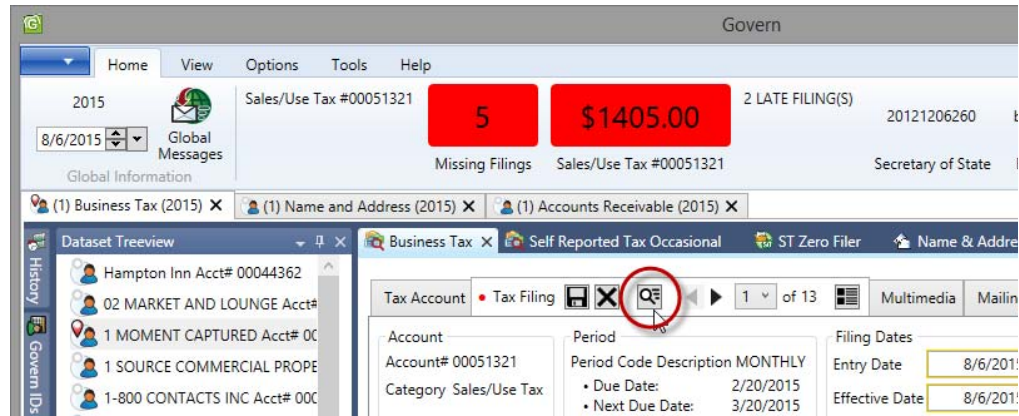 Govern
Home View Options Tools Help
2015
8/6/2015
Global Messages
Global Information
Sales/Use Tax #00051321
5
Missing Filings
$1405.00
Sales/Use Tax #00051321
2 LATE FILING(S)
20121206260
Secretary of State
(1) Business Tax (2015) X (1) Name and Address (2015) X (1) Accounts Receivable (2015) X
History
Govern IDs
Dataset Treeview
Hampton Inn Acct# 00044362
02 MARKET AND LOUNGE Acct#
1 MOMENT CAPTURED Acct# 00
1 SOURCE COMMERCIAL PROPE
1-800 CONTACTS INC Acct# 000
Business Tax X Self Reported Tax Occasional ST Zero Filer Name & Addre
Tax Account • Tax Filing 1 of 13 Multimedia Mailin
Account
Account# 00051321
Category Sales/Use Tax
Period
Period Code Description MONTHLY
• Due Date: 2/20/2015
• Next Due Date: 3/20/2015
Filing Dates
Entry Date 8/6/2015
Effective Date 8/6/2015